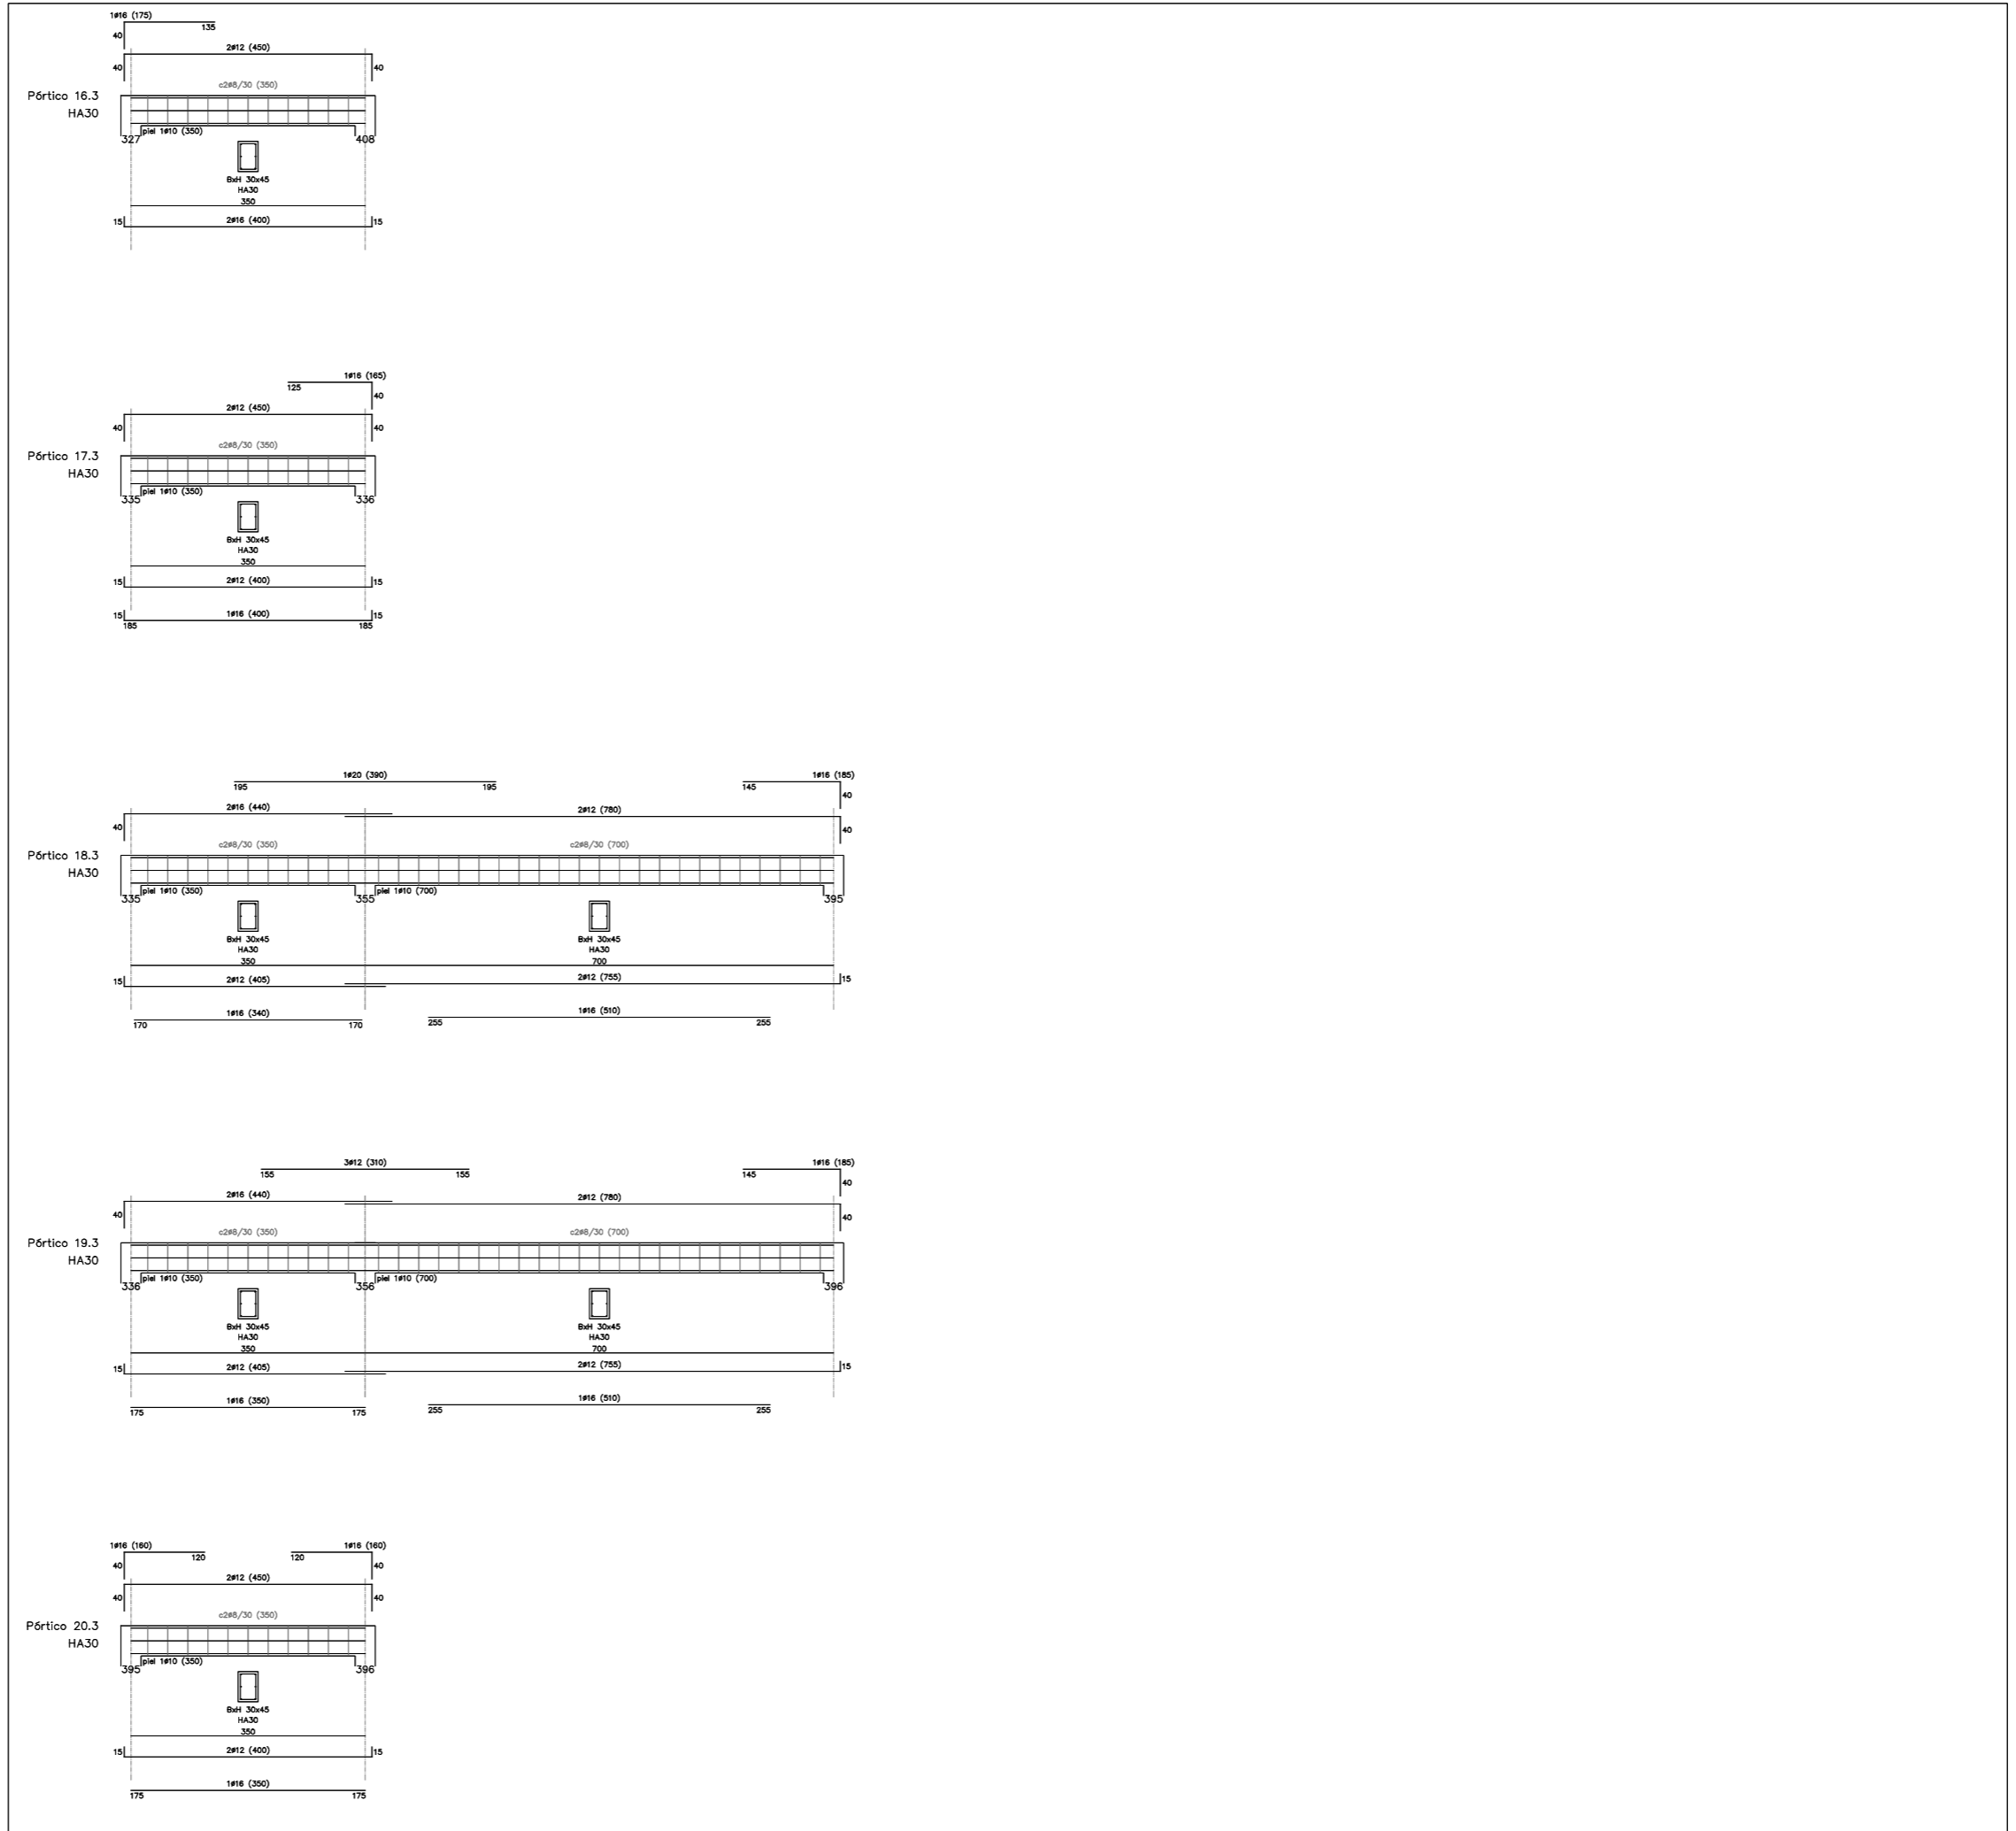 1ø16 (175)
135
40
2ø12 (450)
40 40
c2ø8/30 (350)
Pórtico 16.3
HA30
piel 1ø10 (350)
327 408
BxH 30x45
HA30
350
15 2ø16 (400) 15
1ø16 (165)
125
40
2ø12 (450)
40 40
c2ø8/30 (350)
Pórtico 17.3
HA30
piel 1ø10 (350)
335 336
BxH 30x45
HA30
350
15 2ø12 (400) 15
15 1ø16 (400) 15
185 185
1ø20 (390) 1ø16 (185)
195 195 145
40
2ø16 (440) 2ø12 (780)
40 40
c2ø8/30 (350) c2ø8/30 (700)
Pórtico 18.3
HA30
piel 1ø10 (350) piel 1ø10 (700)
335 355 395
BxH 30x45 BxH 30x45
HA30 HA30
350 700
15 2ø12 (405) 2ø12 (755) 15
1ø16 (340) 1ø16 (510)
170 170 255 255
3ø12 (310) 1ø16 (185)
155 155 145
40
2ø16 (440) 2ø12 (780)
40 40
c2ø8/30 (350) c2ø8/30 (700)
Pórtico 19.3
HA30
piel 1ø10 (350) piel 1ø10 (700)
336 356 396
BxH 30x45 BxH 30x45
HA30 HA30
350 700
15 2ø12 (405) 2ø12 (755) 15
1ø16 (350) 1ø16 (510)
175 175 255 255
1ø16 (160) 1ø16 (160)
120 120
40 40
2ø12 (450)
40 40
c2ø8/30 (350)
Pórtico 20.3
HA30
piel 1ø10 (350)
395 396
BxH 30x45
HA30
350
15 2ø12 (400) 15
1ø16 (350)
175 175